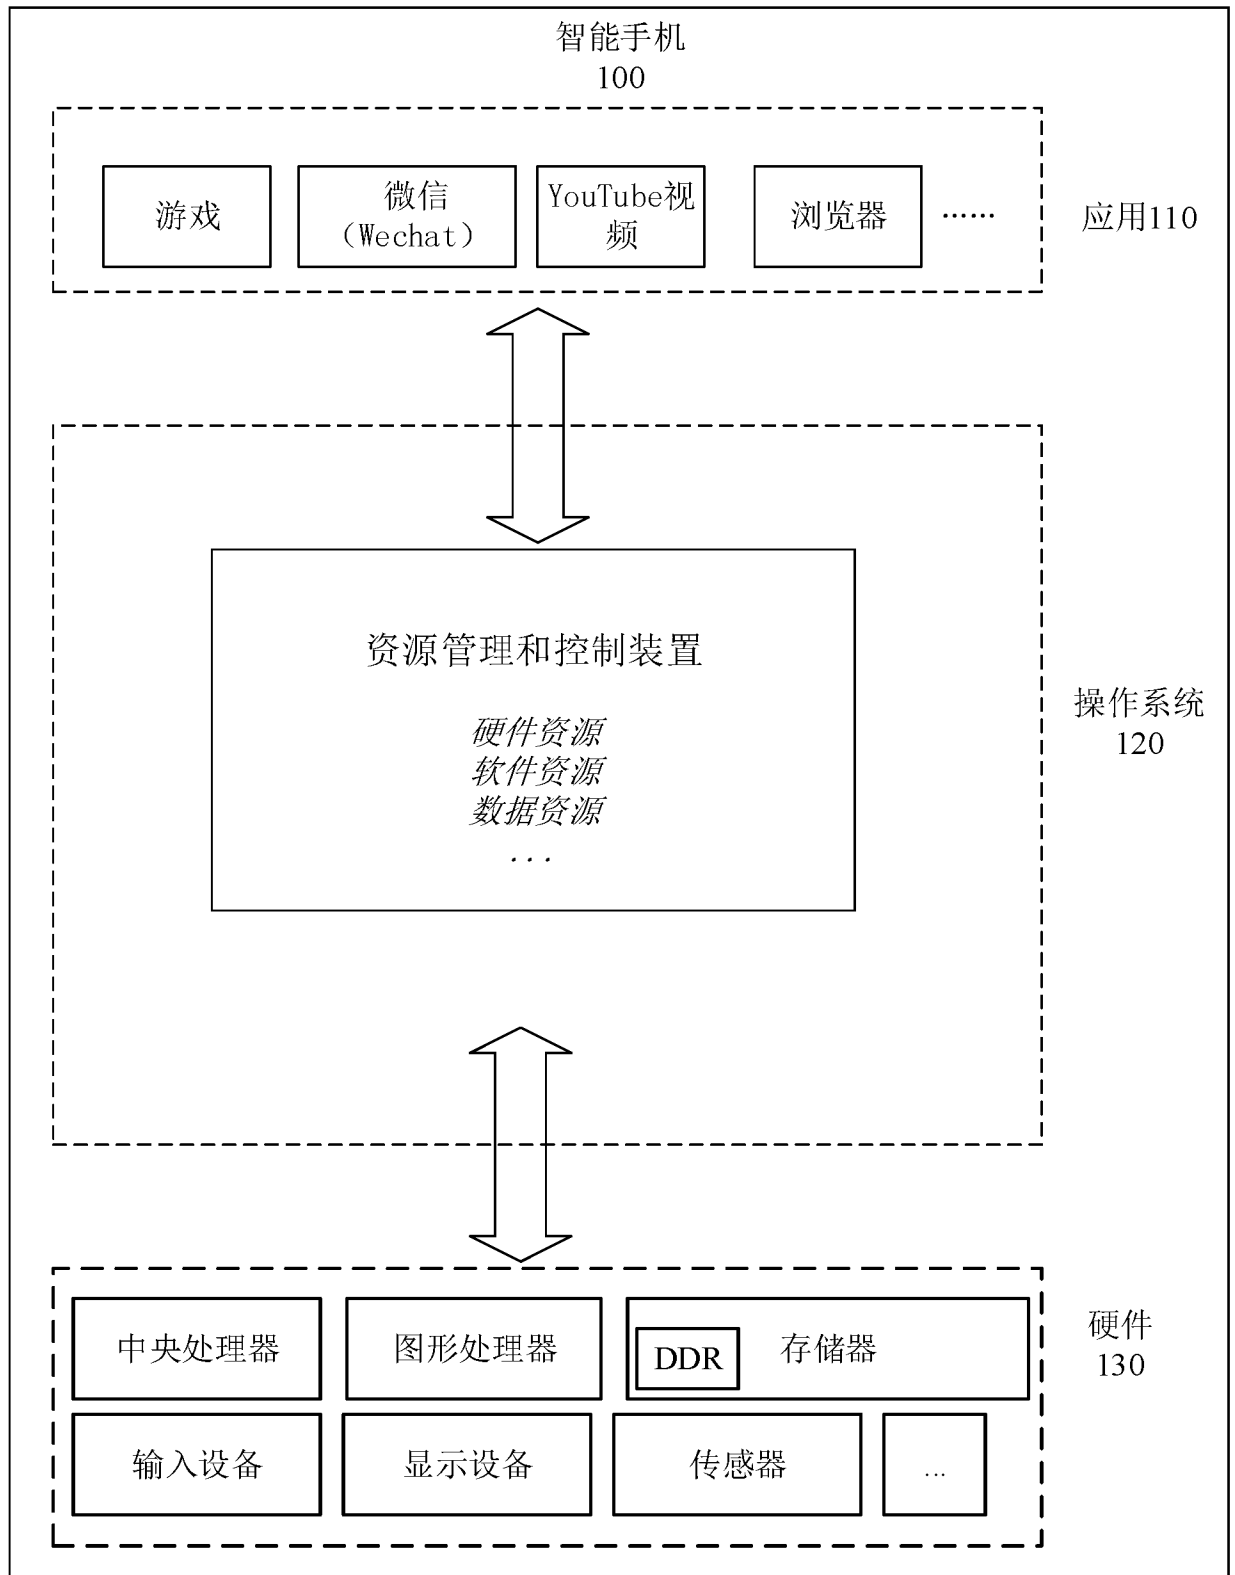 智能手机
100
游戏
微信
（Wechat）
YouTube视
频
浏览器
……
应用110
资源管理和控制装置
硬件资源
软件资源
数据资源
...
操作系统
120
中央处理器
图形处理器
DDR
存储器
硬件
130
输入设备
显示设备
传感器
...